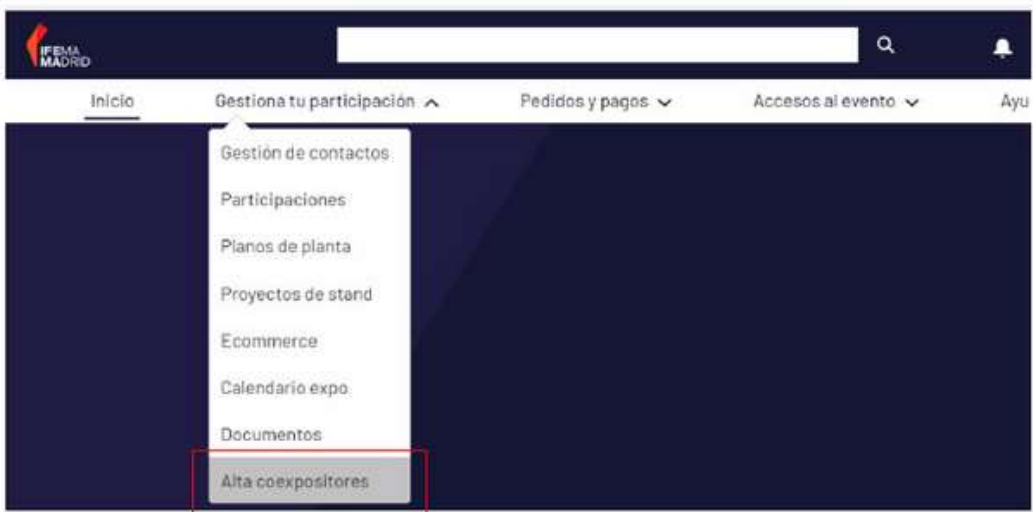 IFEMA
MADRID
Inicio Gestiona tu participación Pedidos y pagos Accesos al evento Ayu
Gestión de contactos
Participaciones
Planos de planta
Proyectos de stand
Ecommerce
Calendario expo
Documentos
Alta coexpositores